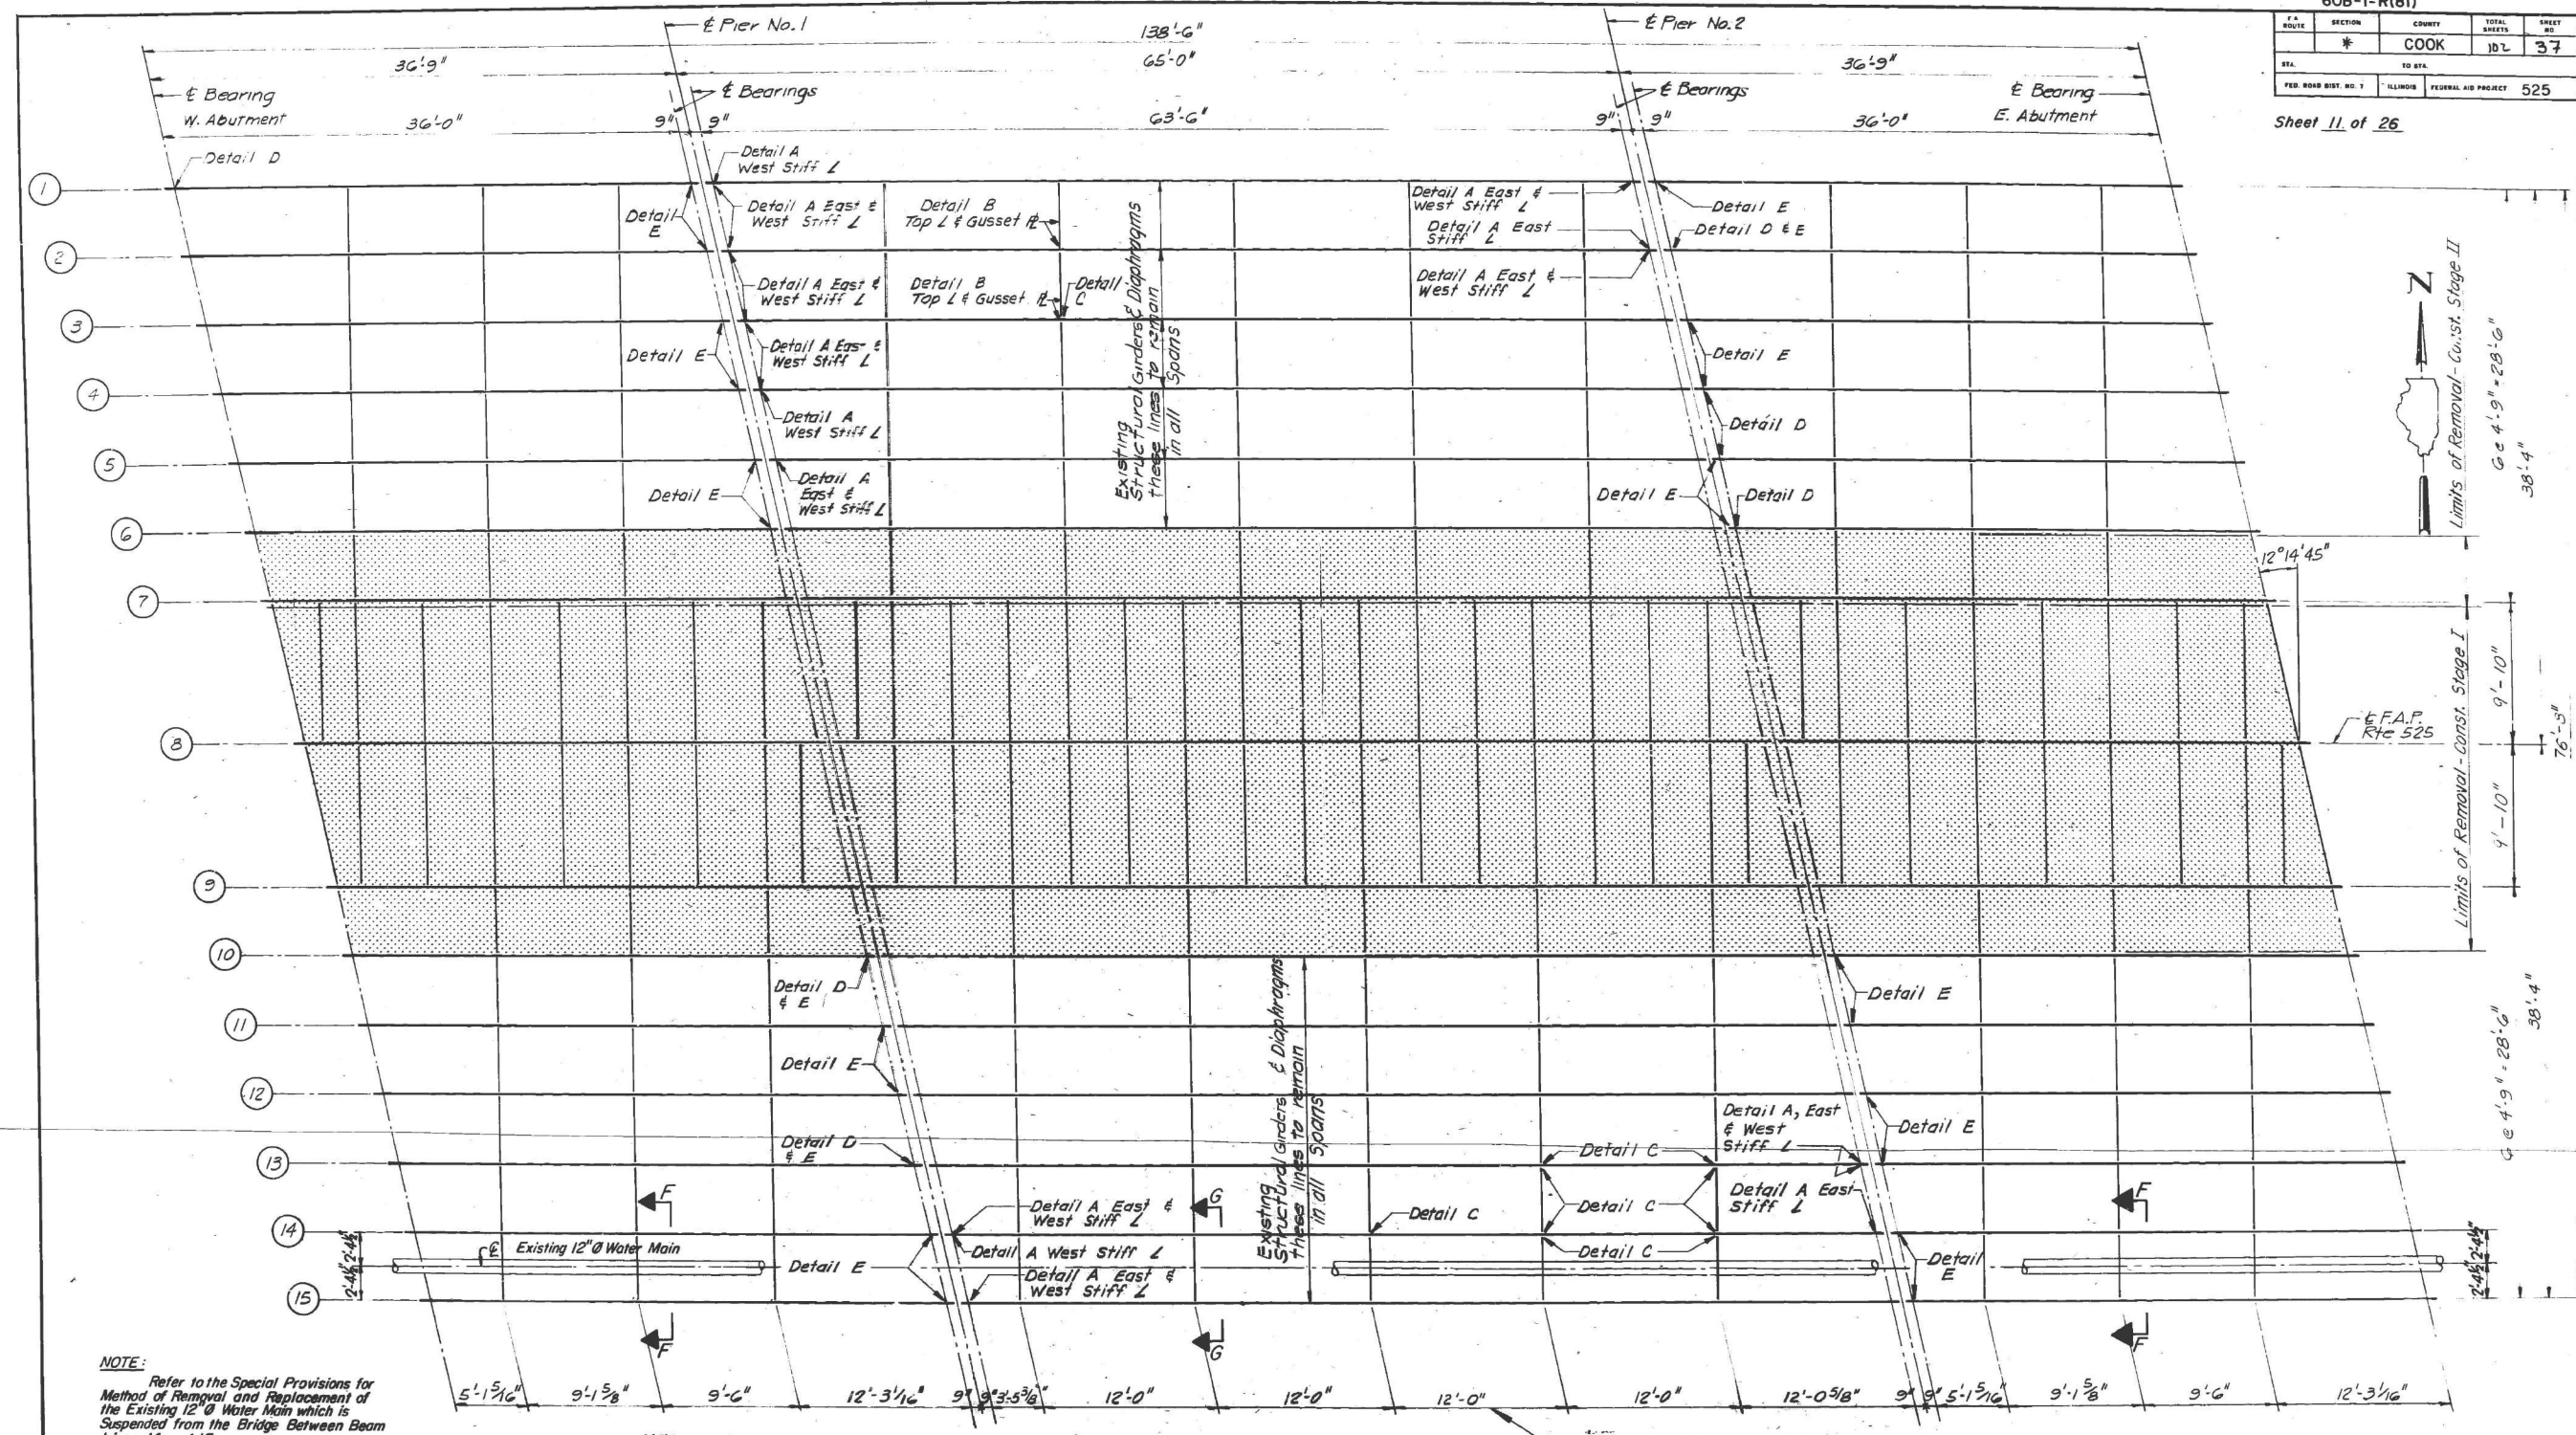 60B-1-R(81)
F A ROUTE SECTION COUNTY TOTAL SHEETS SHEET NO.
* COOK 102 37
STA. TO STA.
FED. ROAD DIST. NO. 7 ILLINOIS FEDERAL AID PROJECT 525
Sheet 11 of 26
℄ Pier No.1
138'-6"
℄ Pier No.2
36'-9"
65'-0"
36'-9"
℄ Bearing
W. Abutment
℄ Bearings
℄ Bearings
℄ Bearing
E. Abutment
36'-0"
9" 9"
63'-6"
9" 9"
36'-0"
Detail D
Detail A
West Stiff L
1
Detail
E
Detail A East &
West Stiff L
Detail B
Top L & Gusset ℞
Detail A East &
West Stiff L
Detail A East
Stiff L
Detail E
Detail D & E
2
Detail A East &
West Stiff L
Detail B
Top L & Gusset ℞
Detail
C
Detail A East &
West Stiff L
3
Detail E
Detail A East &
West Stiff L
Detail E
4
Detail A
West Stiff L
Detail D
5
Detail E
Detail A
East &
West Stiff L
Detail E
Detail D
Existing
Structural Girders & Diaphragms
these lines to remain
in all Spans
6
7
8
9
10
12°14'45"
℄ F.A.P.
Rte 525
N
Limits of Removal-Const. Stage II
6 @ 4'-9" = 28'-6"
38'-4"
Limits of Removal-Const. Stage I
9'-10"
9'-10"
76'-8"
6 @ 4'-9" = 28'-6"
38'-4"
Detail D
& E
Detail E
11
Detail E
12
Existing
Structural Girders & Diaphragms
these lines to remain
in all Spans
Detail A, East
& West
Stiff L
Detail E
Detail D
& E
13
Detail C
F
G
Detail A East &
West Stiff L
Detail C
Detail C
Detail A East
Stiff L
F
14
2'-4½" 2'-4½"
℄ Existing 12"Ø Water Main
Detail E
Detail A West Stiff L
Detail C
Detail
E
2'-4½" 2'-4½"
Detail A East &
West Stiff L
15
F
G
F
5'-1 5/16" 9'-1 5/8" 9'-6" 12'-3 1/16" 9" 9" 3'-5 3/8" 12'-0" 12'-0" 12'-0" 12'-0" 12'-0 5/8" 9" 9" 5'-1 5/16" 9'-1 5/8" 9'-6" 12'-3 1/16"
NOTE:
Refer to the Special Provisions for
Method of Removal and Replacement of
the Existing 12"Ø Water Main which is
Suspended from the Bridge Between Beam